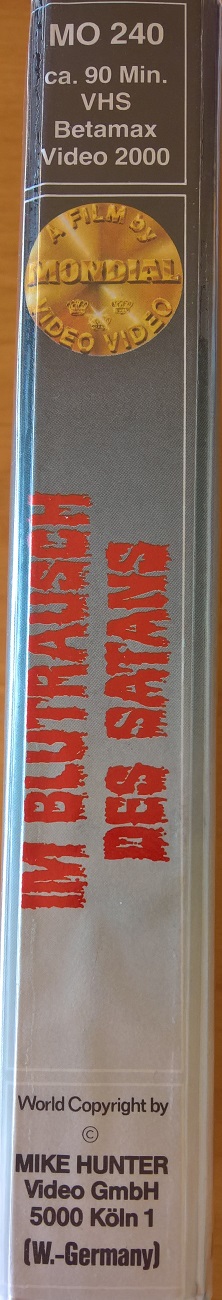 MO 240
ca. 90 Min.
VHS
Betamax
Video 2000
A FILM by
MONDIAL
VIDEO VIDEO
IM BLUTRAUSCH
DES SATANS
World Copyright by
©
MIKE HUNTER
Video GmbH
5000 Köln 1
(W.-Germany)